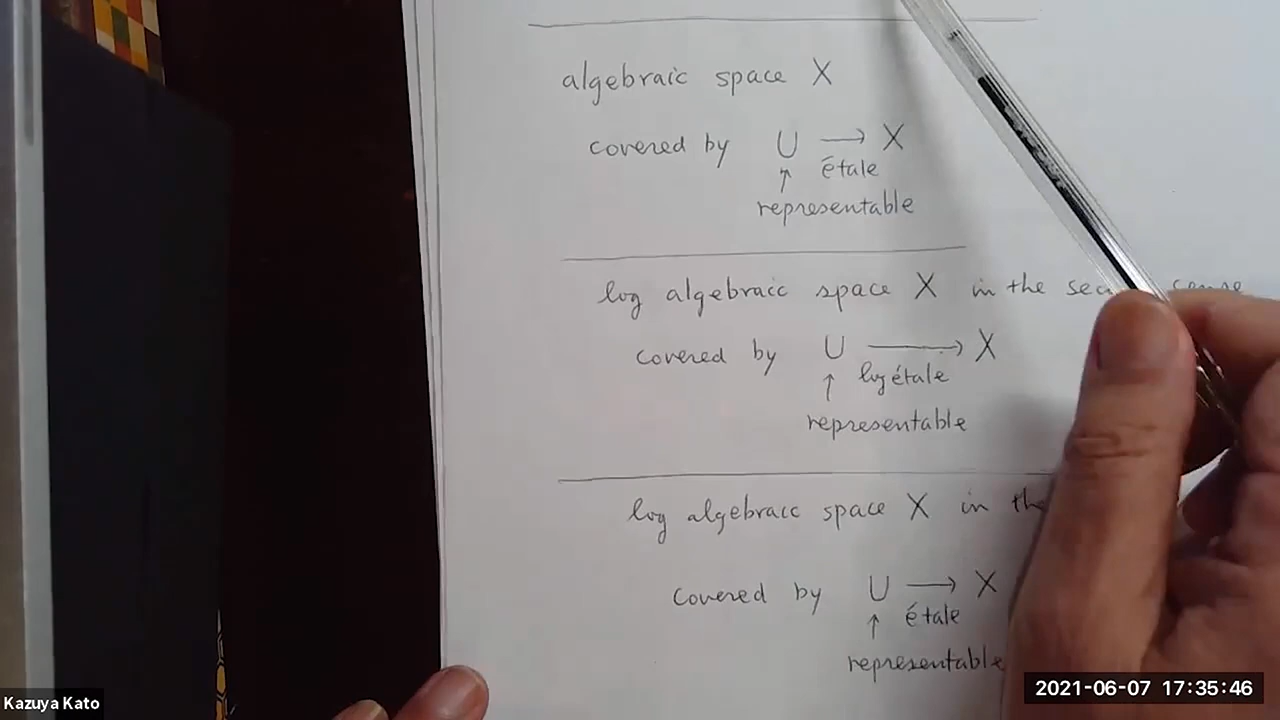 algebraic space X
covered by U → X
étale
↑
representable
log algebraic space X in the
covered by U → X
log étale
↑
representable
log algebraic space X in the
covered by U → X
étale
↑
representable
Kazuya Kato
2021-06-07 17:35:46